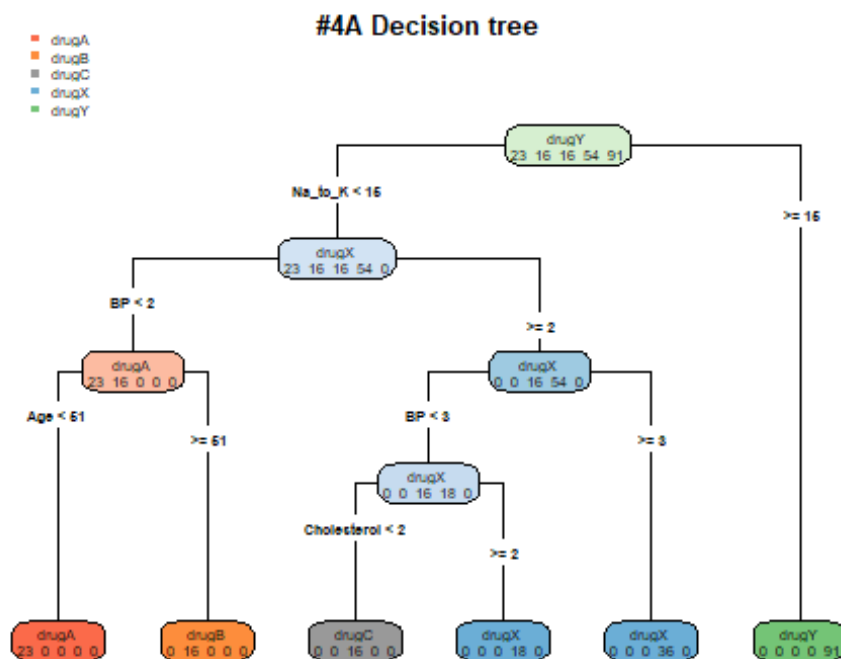 #4A Decision tree
drugA
drugB
drugC
drugX
drugY
drugY
23 16 16 54 91
Na_to_K < 15
>= 15
drugX
23 16 16 54 0
BP < 2
>= 2
drugA
23 16 0 0 0
drugX
0 0 16 54 0
Age < 51
>= 51
BP < 3
>= 3
drugX
0 0 16 18 0
Cholesterol < 2
>= 2
drugA
23 0 0 0 0
drugB
0 16 0 0 0
drugC
0 0 16 0 0
drugX
0 0 0 18 0
drugX
0 0 0 36 0
drugY
0 0 0 0 91